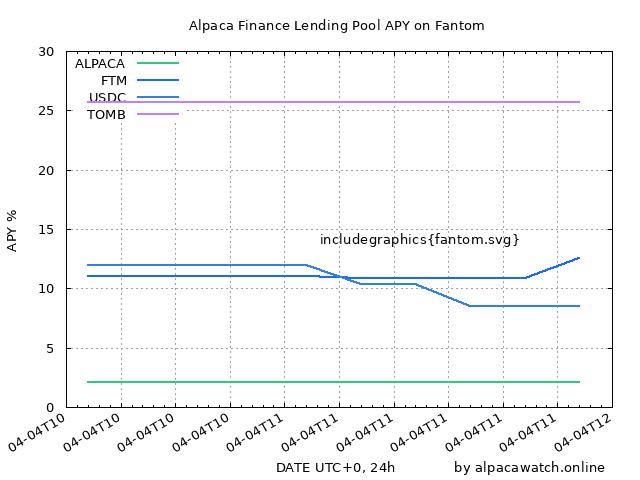 Alpaca Finance Lending Pool APY on Fantom
30
25
20
15
10
5
0
APY %
ALPACA
FTM
USDC
TOMB
includegraphics{fantom.svg}
04-04T10
04-04T10
04-04T10
04-04T10
04-04T11
04-04T11
04-04T11
04-04T11
04-04T11
04-04T11
04-04T12
DATE UTC+0, 24h
by alpacawatch.online